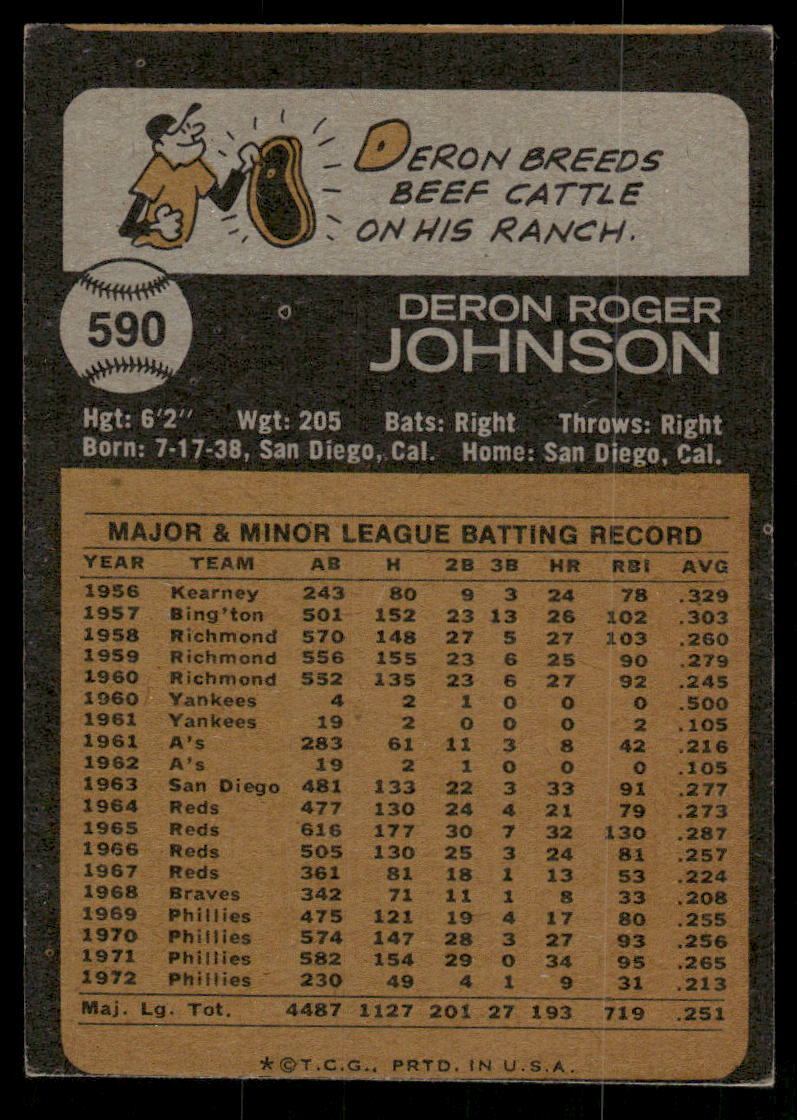 DERON BREEDS
BEEF CATTLE
ON HIS RANCH.
590
DERON ROGER
JOHNSON
Hgt: 6'2" Wgt: 205 Bats: Right Throws: Right
Born: 7-17-38, San Diego, Cal. Home: San Diego, Cal.
MAJOR & MINOR LEAGUE BATTING RECORD
YEAR TEAM AB H 2B 3B HR RBI AVG
1956 Kearney 243 80 9 3 24 78 .329
1957 Bing'ton 501 152 23 13 26 102 .303
1958 Richmond 570 148 27 5 27 103 .260
1959 Richmond 556 155 23 6 25 90 .279
1960 Richmond 552 135 23 6 27 92 .245
1960 Yankees 4 2 1 0 0 0 .500
1961 Yankees 19 2 0 0 0 2 .105
1961 A's 283 61 11 3 8 42 .216
1962 A's 19 2 1 0 0 0 .105
1963 San Diego 481 133 22 3 33 91 .277
1964 Reds 477 130 24 4 21 79 .273
1965 Reds 616 177 30 7 32 130 .287
1966 Reds 505 130 25 3 24 81 .257
1967 Reds 361 81 18 1 13 53 .224
1968 Braves 342 71 11 1 8 33 .208
1969 Phillies 475 121 19 4 17 80 .255
1970 Phillies 574 147 28 3 27 93 .256
1971 Phillies 582 154 29 0 34 95 .265
1972 Phillies 230 49 4 1 9 31 .213
Maj. Lg. Tot. 4487 1127 201 27 193 719 .251
*©T.C.G., PRTD. IN U.S.A.